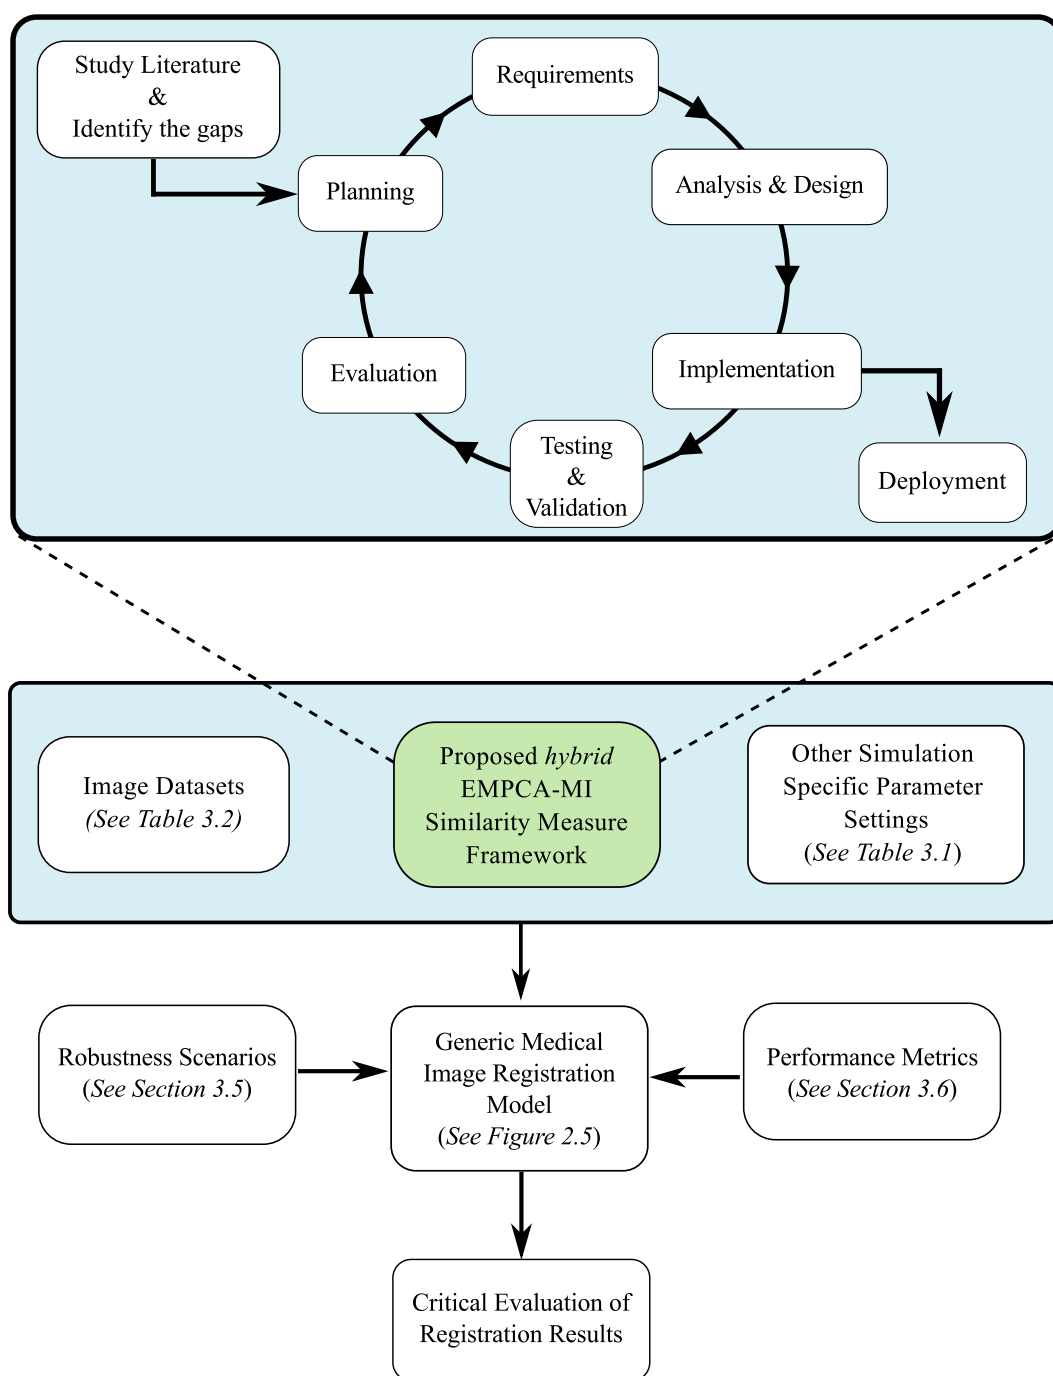 Study Literature
&
Identify the gaps
Requirements
Planning
Analysis & Design
Evaluation
Implementation
Testing
&
Validation
Deployment
Image Datasets
(See Table 3.2)
Proposed hybrid
EMPCA-MI
Similarity Measure
Framework
Other Simulation
Specific Parameter
Settings
(See Table 3.1)
Robustness Scenarios
(See Section 3.5)
Generic Medical
Image Registration
Model
(See Figure 2.5)
Performance Metrics
(See Section 3.6)
Critical Evaluation of
Registration Results